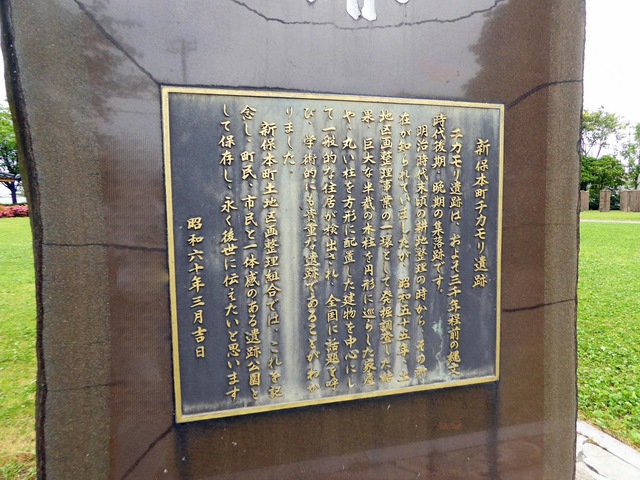 新保本町チカモリ遺跡
チカモリ遺跡は、およそ三千年程前の縄文
時代後期・晩期の集落跡です。
明治時代末頃の耕地整理の時から、その所
在が知られていましたが、昭和五十五年、土
地区画整理事業の一環として発掘調査した結
果、巨大な半截の木柱を円形に巡らした家屋
や、丸い柱を方形に配置した建物を中心にし
て一般的な住居が検出され、全国に話題を呼
び、学術的にも貴重な遺跡であることがわか
りました。
新保本町土地区画整理組合では、これを記
念し、町民、市民と一体感のある遺跡公園と
して保存し、永く後世に伝えたいと思います
昭和六十年三月吉日